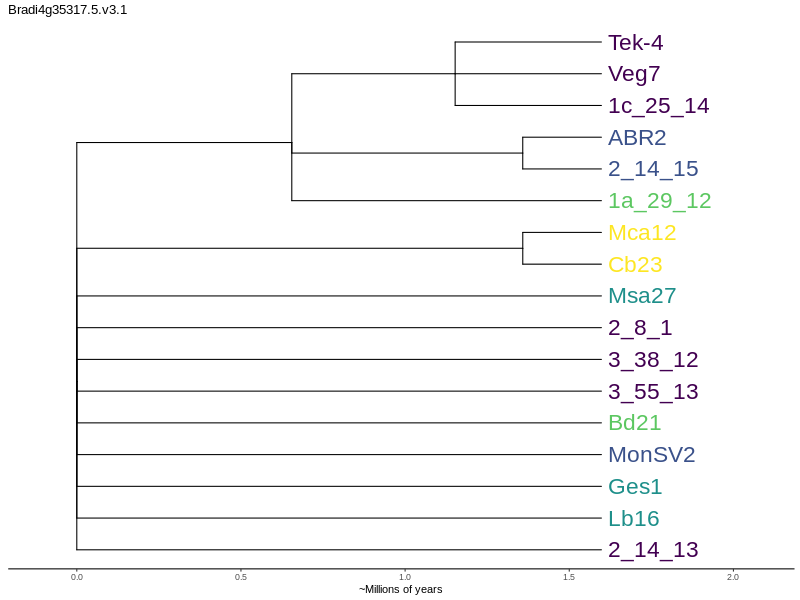 Bradi4g35317.5.v3.1
Tek-4
Veg7
1c_25_14
ABR2
2_14_15
1a_29_12
Mca12
Cb23
Msa27
2_8_1
3_38_12
3_55_13
Bd21
MonSV2
Ges1
Lb16
2_14_13
0.0 0.5 1.0 1.5 2.0
~Millions of years